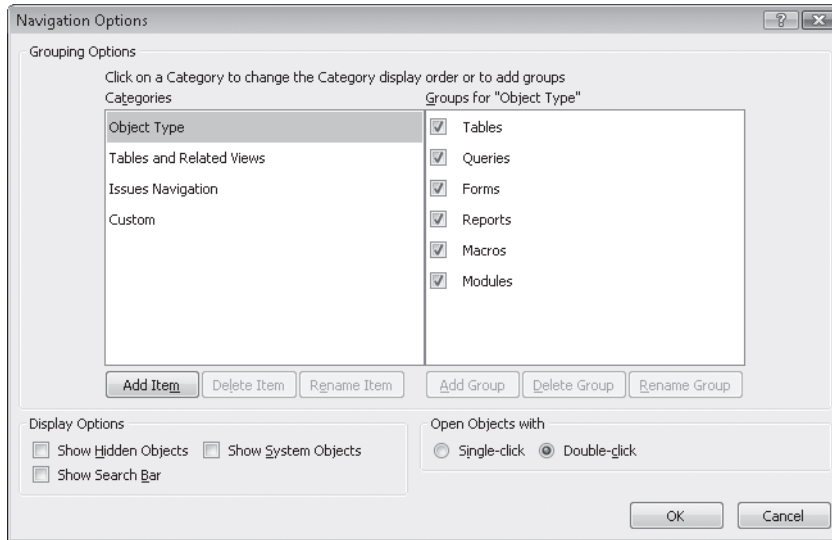 Navigation Options
Grouping Options
Click on a Category to change the Category display order or to add groups
Categories
Groups for "Object Type"
Object Type
Tables and Related Views
Issues Navigation
Custom
Tables
Queries
Forms
Reports
Macros
Modules
Add Item
Delete Item
Rename Item
Add Group
Delete Group
Rename Group
Display Options
Show Hidden Objects
Show System Objects
Show Search Bar
Open Objects with
Single-click
Double-click
OK
Cancel